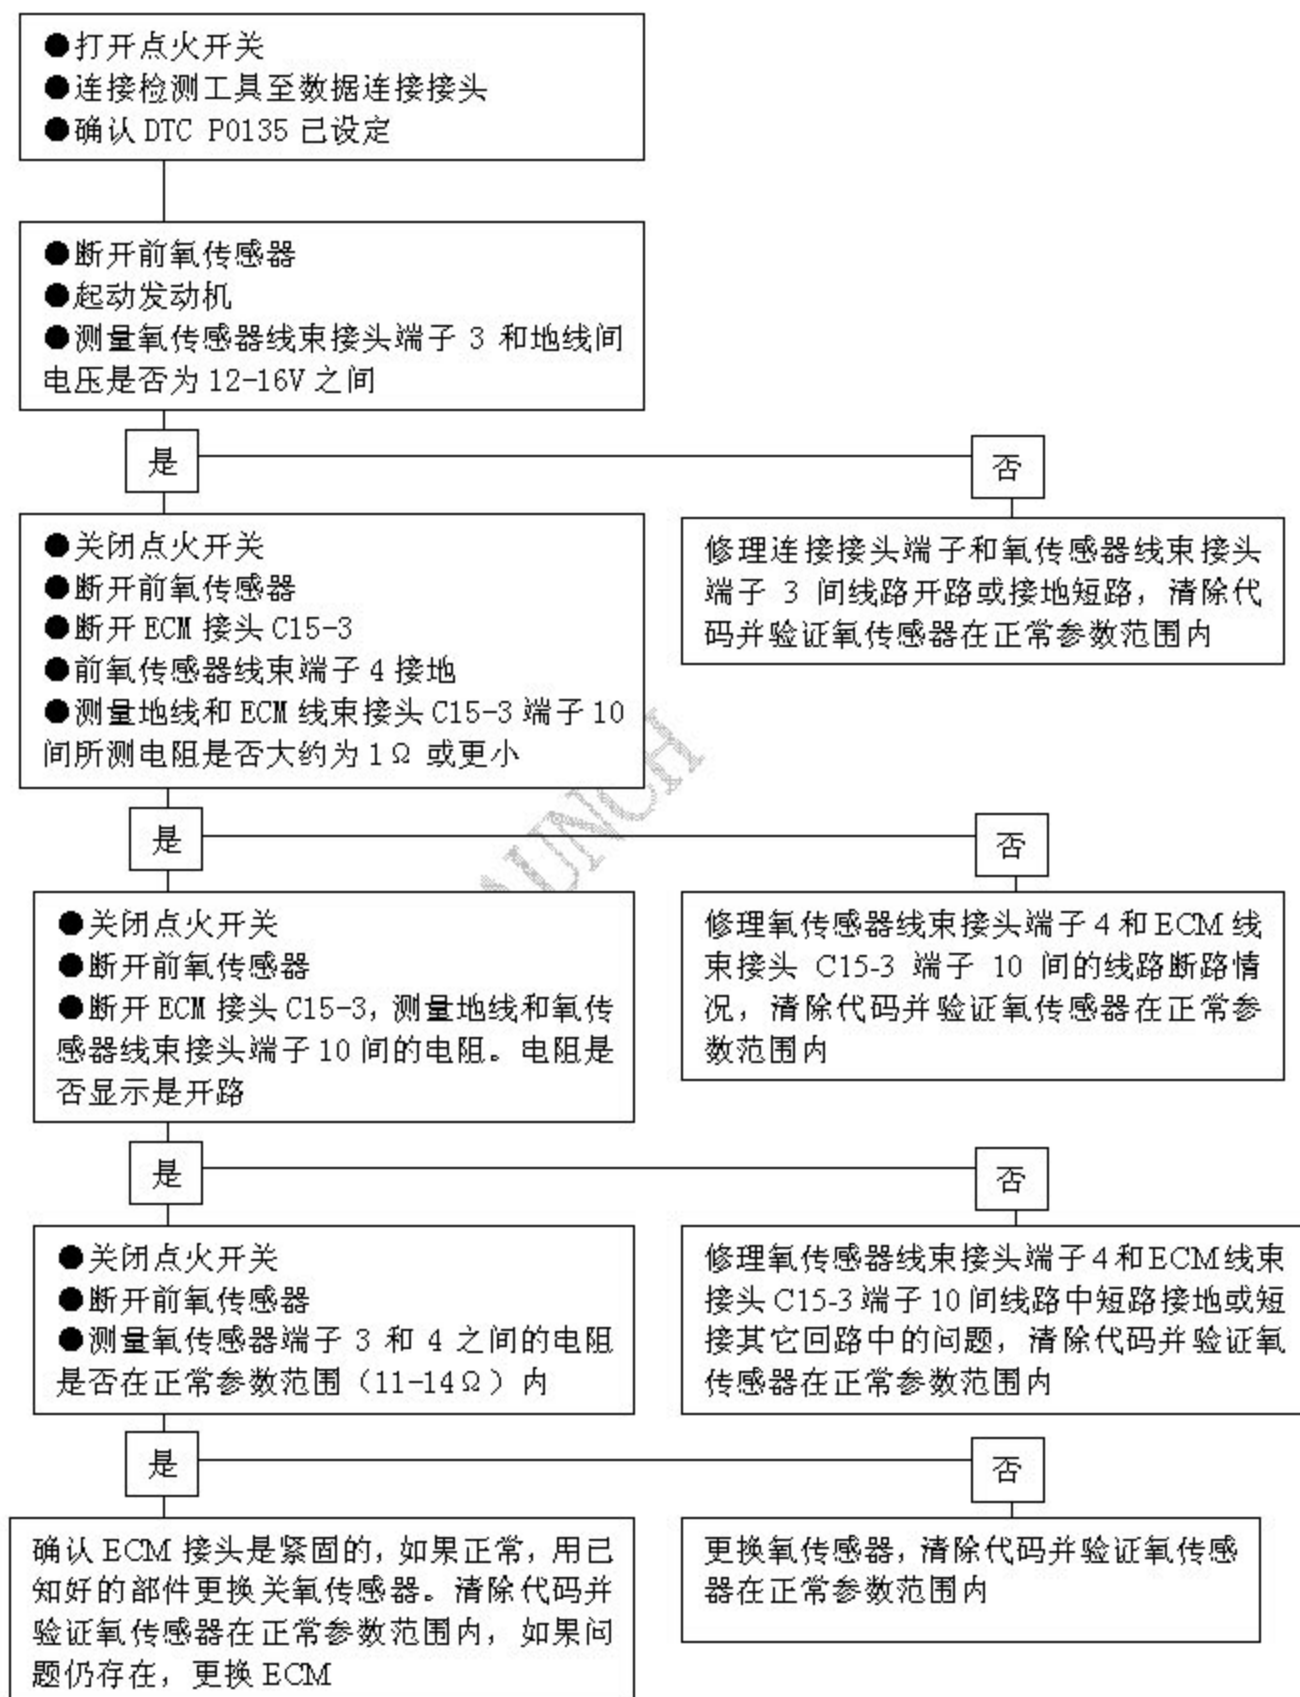 ●打开点火开关
●连接检测工具至数据连接接头
●确认 DTC P0135 已设定
●断开前氧传感器
●起动发动机
●测量氧传感器线束接头端子 3 和地线间
电压是否为 12-16V 之间
是
否
●关闭点火开关
●断开前氧传感器
●断开 ECM 接头 C15-3
●前氧传感器线束端子 4 接地
●测量地线和 ECM 线束接头 C15-3 端子 10
间所测电阻是否大约为 1Ω 或更小
修理连接接头端子和氧传感器线束接头
端子 3 间线路开路或接地短路，清除代
码并验证氧传感器在正常参数范围内
LAUNCH
是
否
●关闭点火开关
●断开前氧传感器
●断开 ECM 接头 C15-3，测量地线和氧传
感器线束接头端子 10 间的电阻。电阻是
否显示是开路
修理氧传感器线束接头端子 4 和 ECM 线
束接头 C15-3 端子 10 间的线路断路情
况，清除代码并验证氧传感器在正常参
数范围内
是
否
●关闭点火开关
●断开前氧传感器
●测量氧传感器端子 3 和 4 之间的电阻
是否在正常参数范围（11-14Ω）内
修理氧传感器线束接头端子 4 和 ECM 线束
接头 C15-3 端子 10 间线路中短路接地或短
接其它回路中的问题，清除代码并验证氧
传感器在正常参数范围内
是
否
确认 ECM 接头是紧固的，如果正常，用已
知好的部件更换关氧传感器。清除代码并
验证氧传感器在正常参数范围内，如果问
题仍存在，更换 ECM
更换氧传感器，清除代码并验证氧传感
器在正常参数范围内